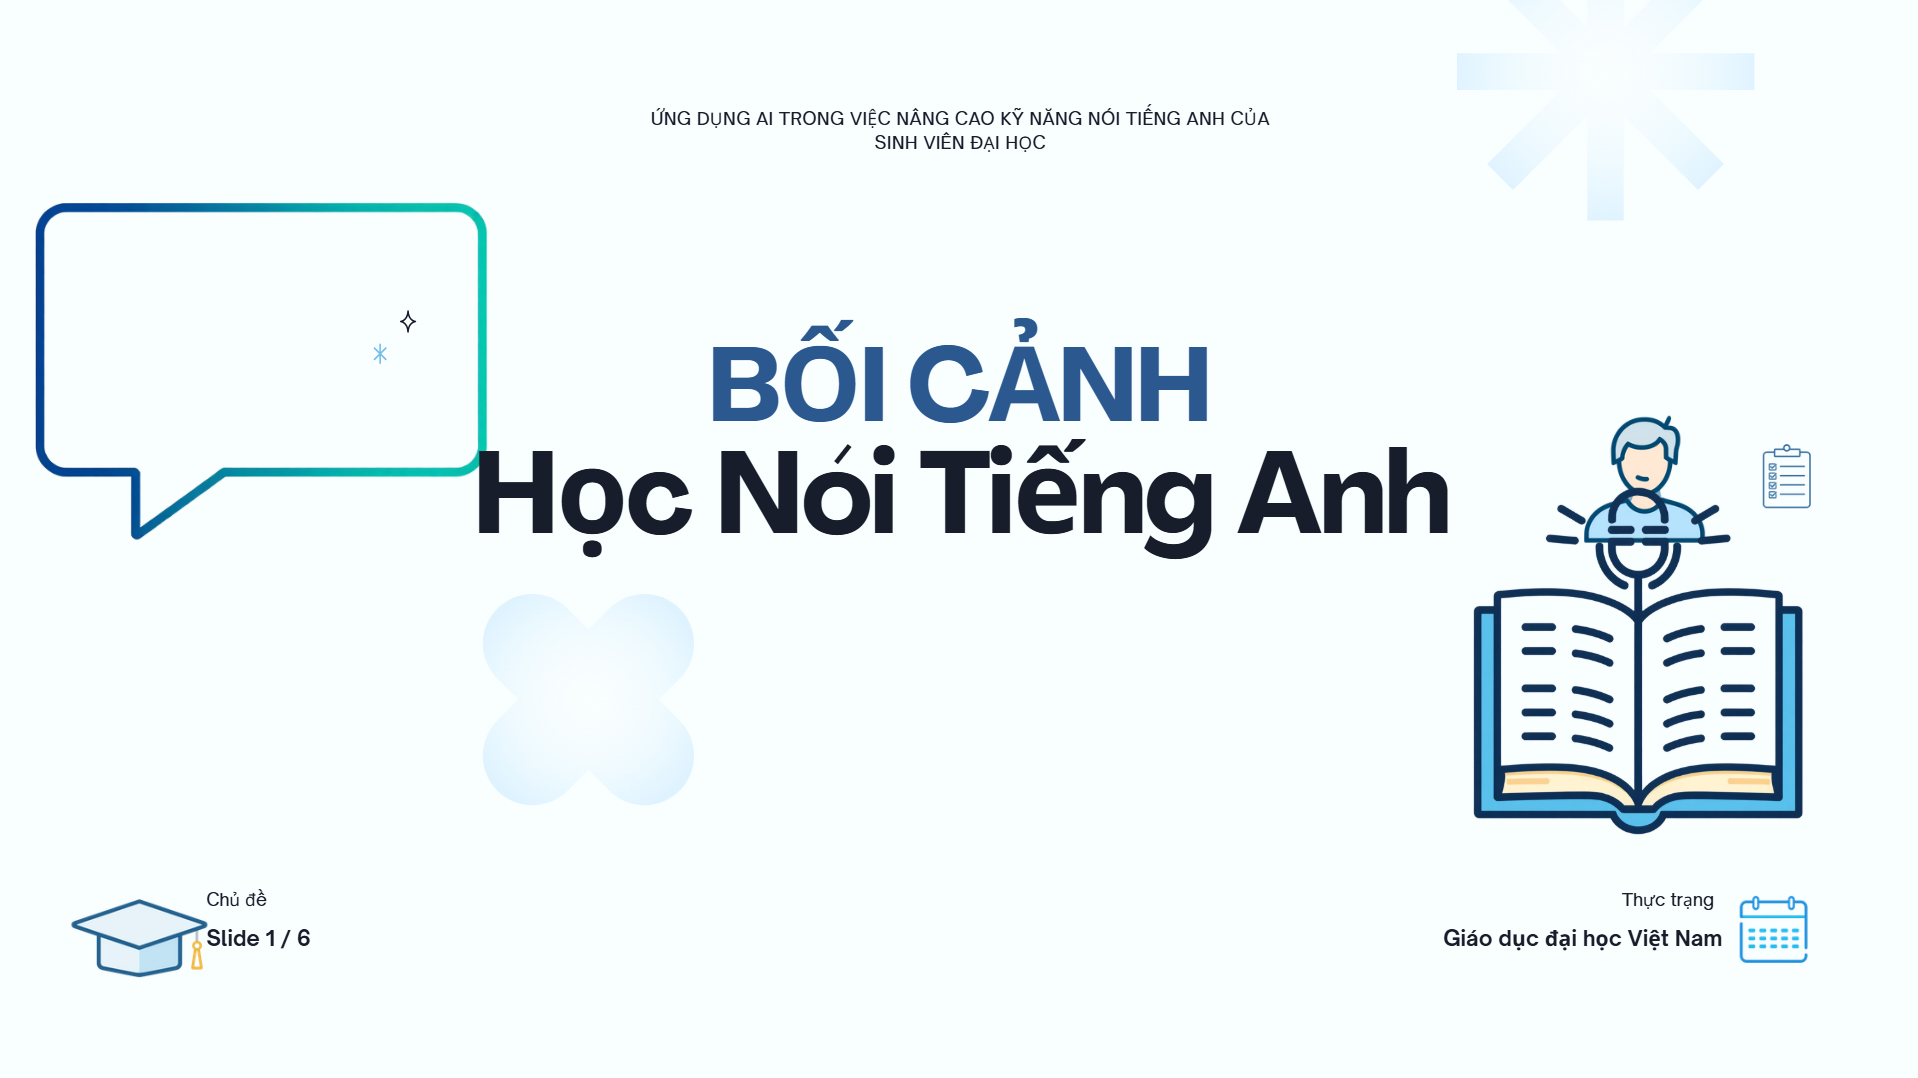 ỨNG DỤNG AI TRONG VIỆC NÂNG CAO KỸ NĂNG NÓI TIẾNG ANH CỦA
SINH VIÊN ĐẠI HỌC
BỐI CẢNH
Học Nói Tiếng Anh
Chủ đề
Slide 1 / 6
Thực trạng
Giáo dục đại học Việt Nam